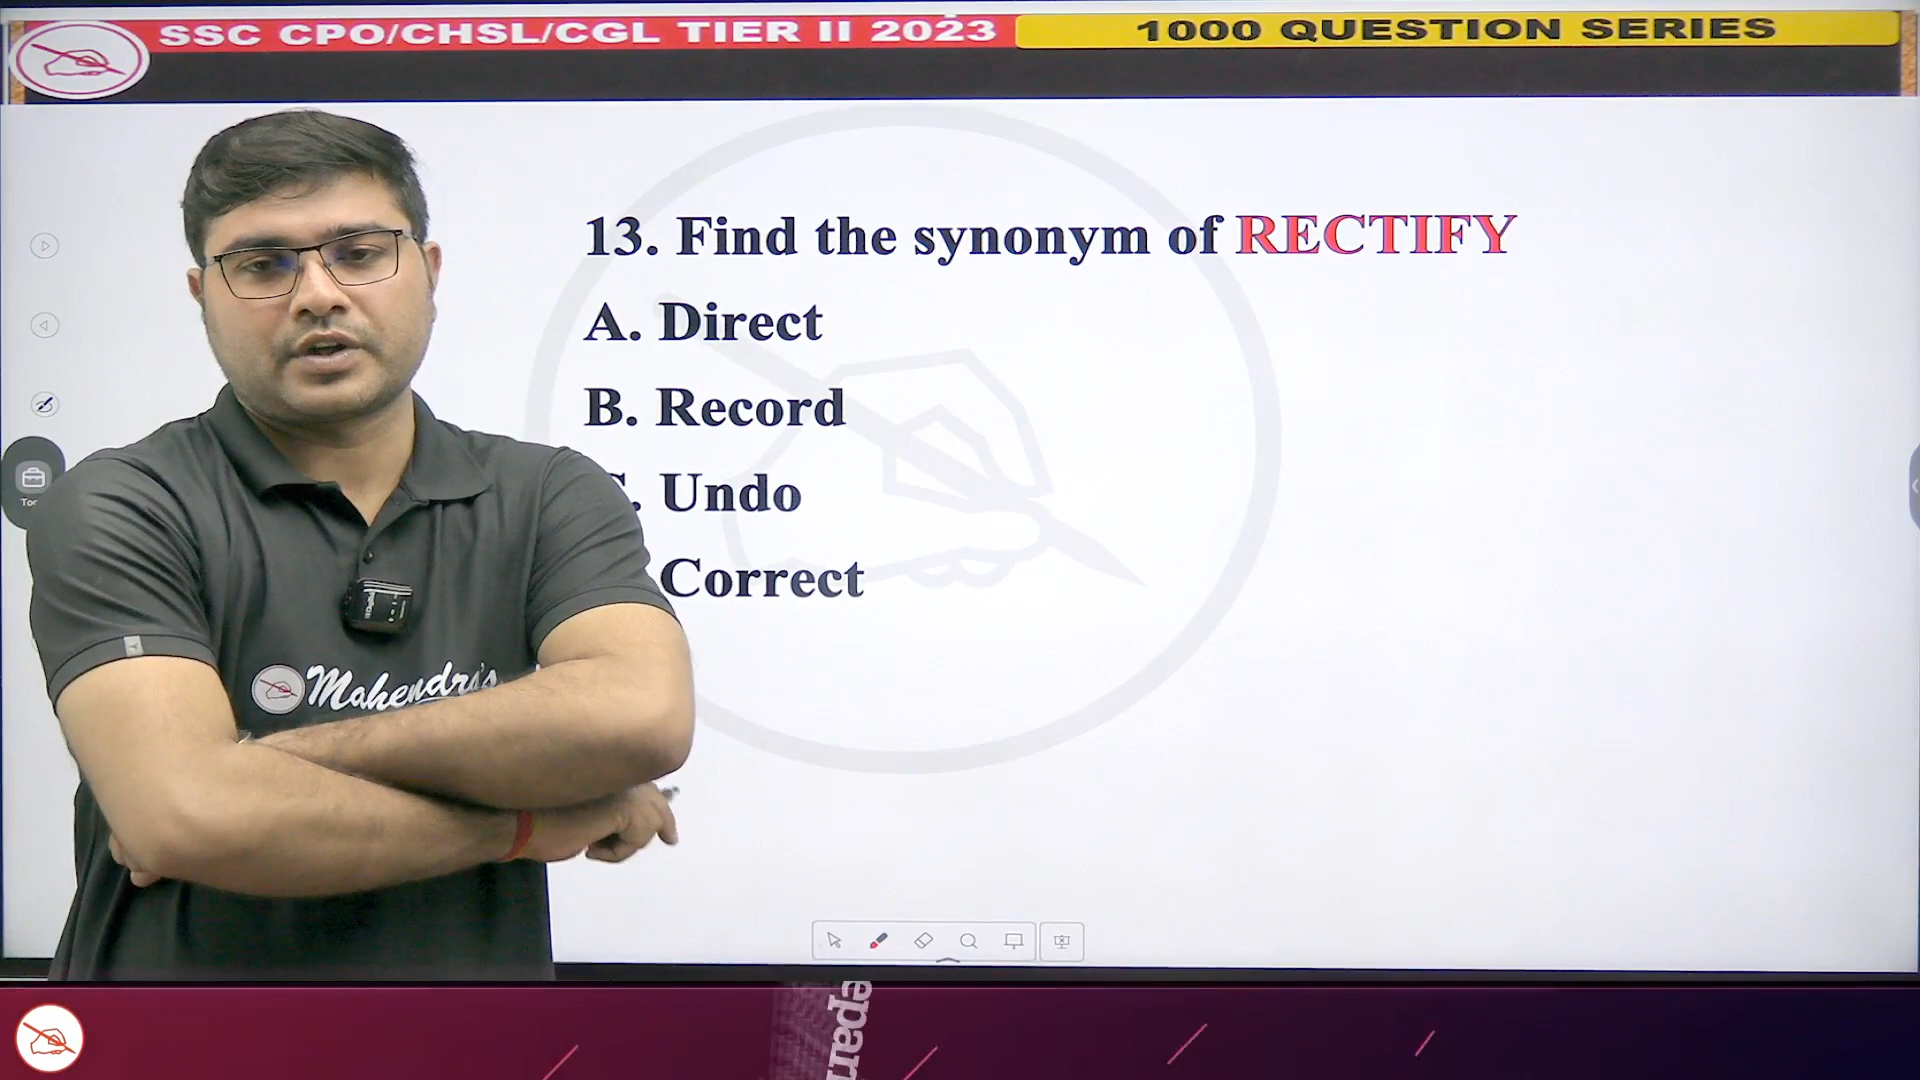 SSC CPO/CHSL/CGL TIER II 2023
1000 QUESTION SERIES
13. Find the synonym of RECTIFY
A. Direct
B. Record
C. Undo
Correct
Mahendra's
epar